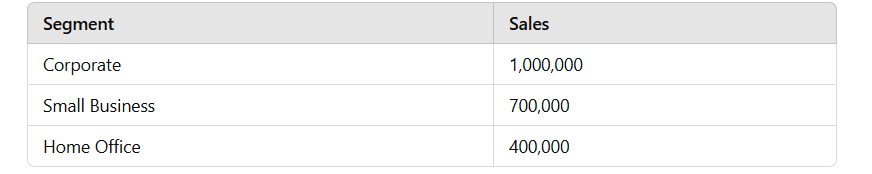 Segment Sales
Corporate 1,000,000
Small Business 700,000
Home Office 400,000